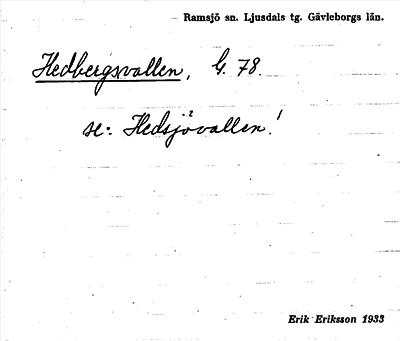 Ramsjö sn. Ljusdals tg. Gävleborgs län.
Hedbergsvallen, G. 78.
se: Hedsjövallen!
Erik Eriksson 1933